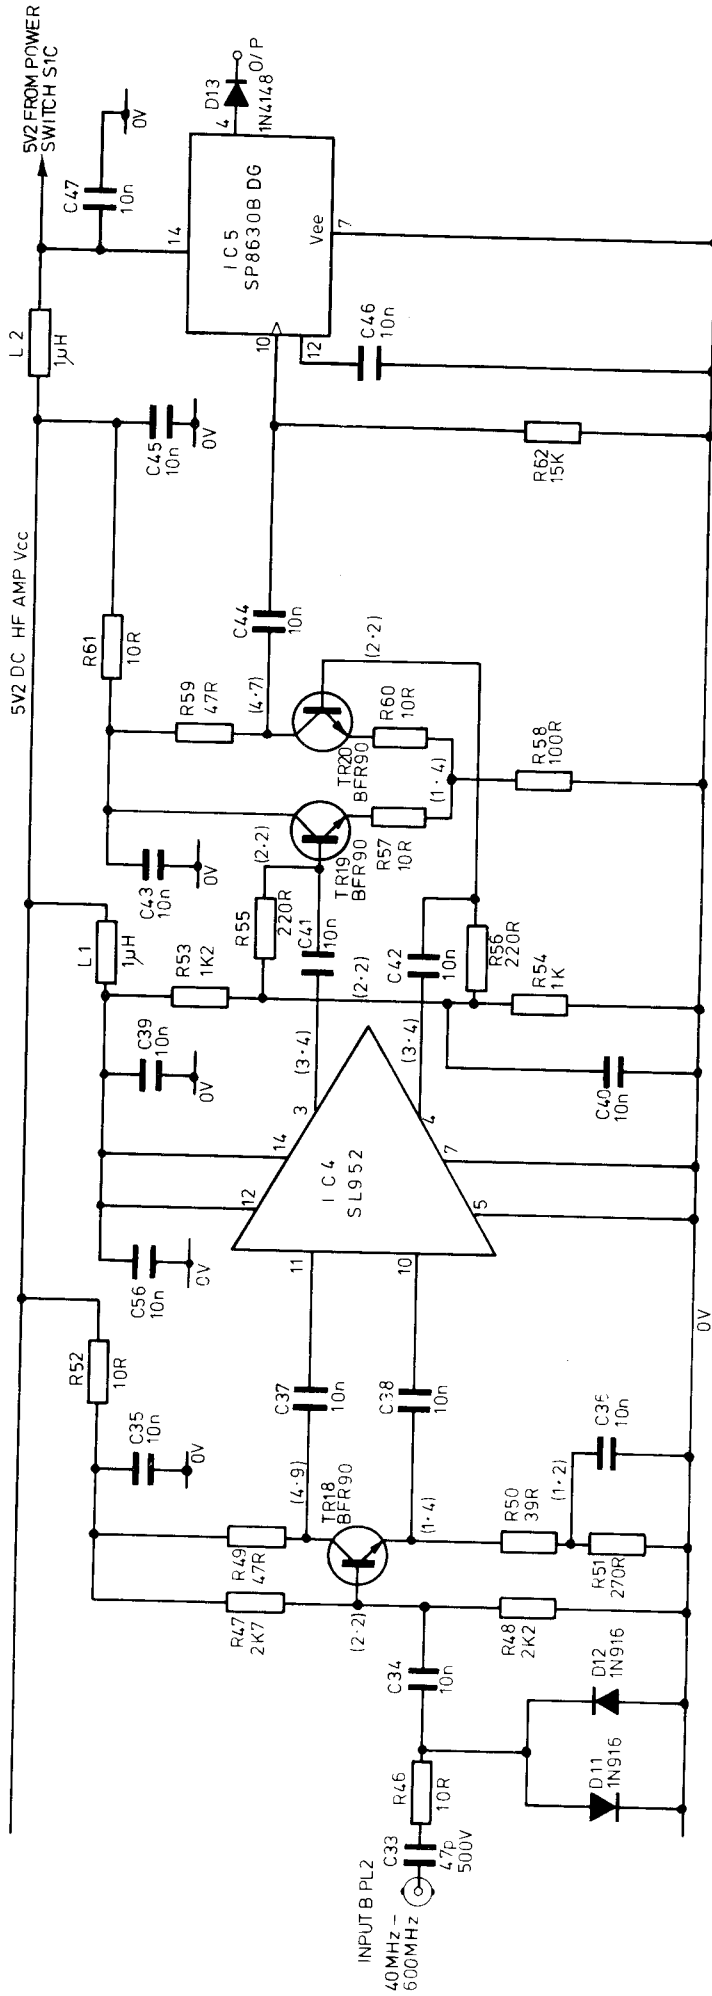 5V2 FROM POWER
SWITCH S1C
5V2 DC HF AMP Vcc
INPUT B PL2
40MHz –
600MHz
C33
47p
500V
R46
10R
D11
1N916
D12
1N916
C34
10n
R47
2K7
(2·2)
R48
2K2
R49
47R
(4·9)
TR18
BFR90
(1·4)
R50
39R
(1·2)
R51
270R
C36
10n
C35
10n
0V
R52
10R
C37
10n
C38
10n
C56
10n
0V
11
10
12
14
IC4
SL952
3
4
5
7
0V
C39
10n
0V
L1
1µH
R53
1K2
(3·4)
(3·4)
(2·2)
C40
10n
R54
1K
R55
220R
R56
220R
C41
10n
C42
10n
C43
10n
0V
(2·2)
TR19
BFR90
R57
10R
(1·4)
TR20
BFR90
R60
10R
(2·2)
R58
100R
R59
47R
(4·7)
R61
10R
C44
10n
C45
10n
0V
R62
15K
L2
1µH
C46
10n
C47
10n
0V
10
12
14
IC5
SP8630B DG
Vee
7
4
D13
1N4148
O/P